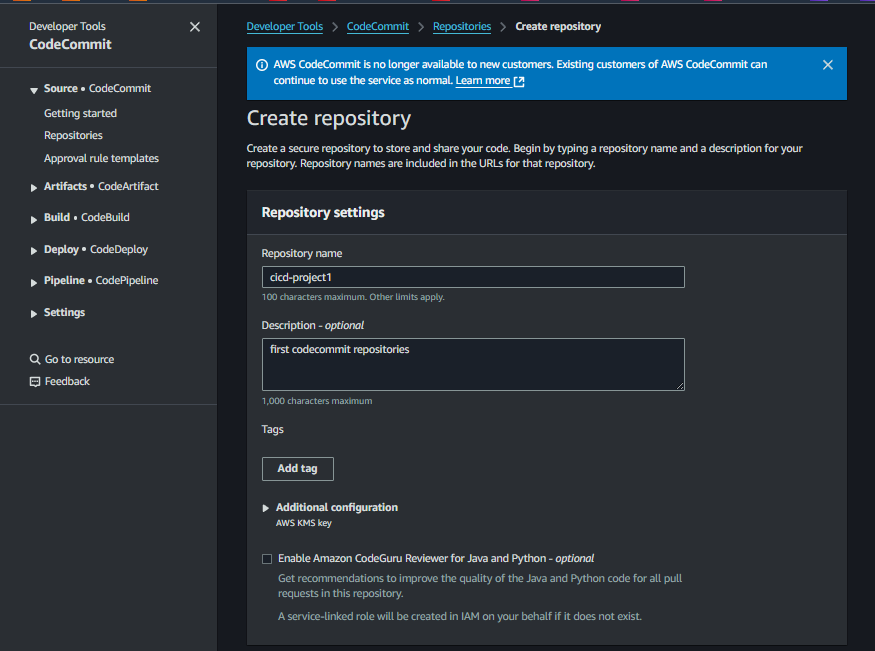 Developer Tools
CodeCommit
Source • CodeCommit
Getting started
Repositories
Approval rule templates
Artifacts • CodeArtifact
Build • CodeBuild
Deploy • CodeDeploy
Pipeline • CodePipeline
Settings
Go to resource
Feedback
Developer Tools > CodeCommit > Repositories > Create repository
AWS CodeCommit is no longer available to new customers. Existing customers of AWS CodeCommit can
continue to use the service as normal. Learn more
Create repository
Create a secure repository to store and share your code. Begin by typing a repository name and a description for your
repository. Repository names are included in the URLs for that repository.
Repository settings
Repository name
cicd-project1
100 characters maximum. Other limits apply.
Description - optional
first codecommit repositories
1,000 characters maximum
Tags
Add tag
Additional configuration
AWS KMS key
Enable Amazon CodeGuru Reviewer for Java and Python - optional
Get recommendations to improve the quality of the Java and Python code for all pull
requests in this repository.
A service-linked role will be created in IAM on your behalf if it does not exist.